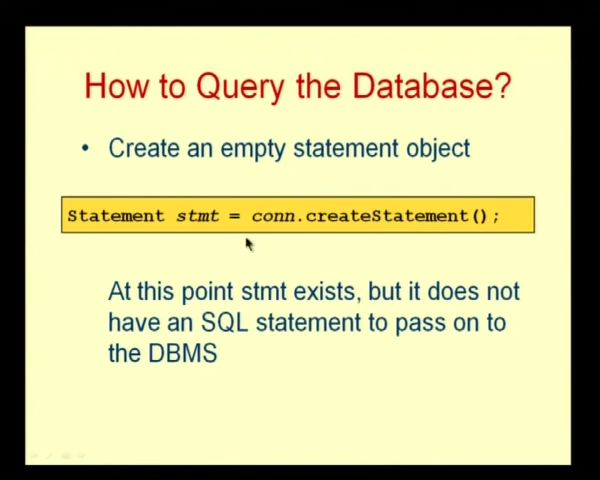 How to Query the Database?
• Create an empty statement object
Statement stmt = conn.createStatement();
At this point stmt exists, but it does not
have an SQL statement to pass on to
the DBMS